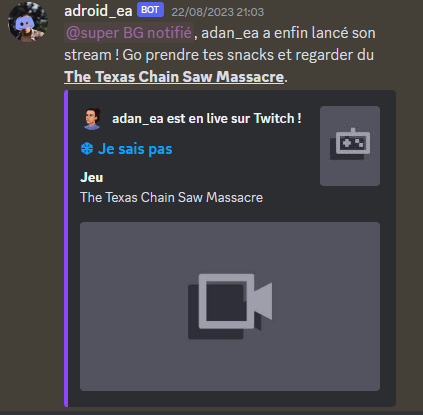 adroid_ea BOT 22/08/2023 21:03
@super BG notifié, adan_ea a enfin lancé son
stream ! Go prendre tes snacks et regarder du
The Texas Chain Saw Massacre.
adan_ea est en live sur Twitch !
❄ Je sais pas
Jeu
The Texas Chain Saw Massacre